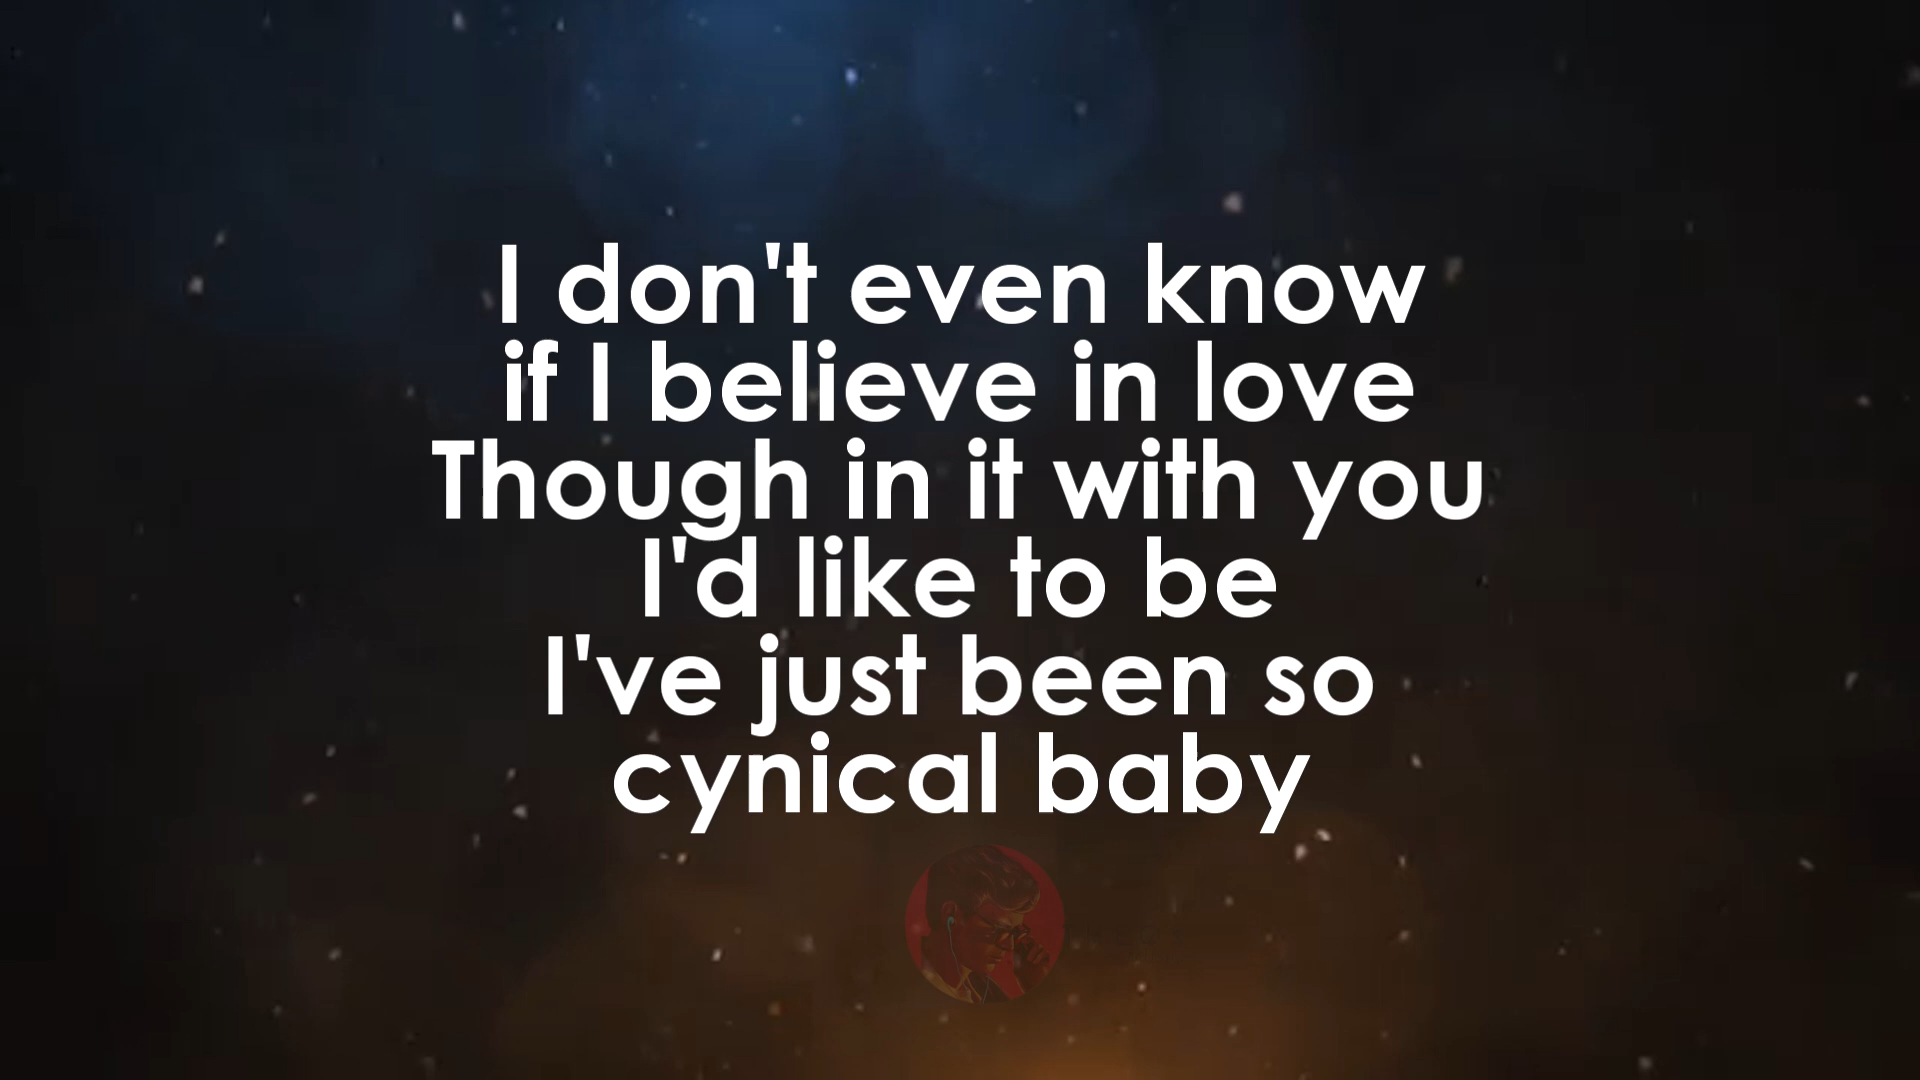 I don't even know
if I believe in love
Though in it with you
I'd like to be
I've just been so
cynical baby